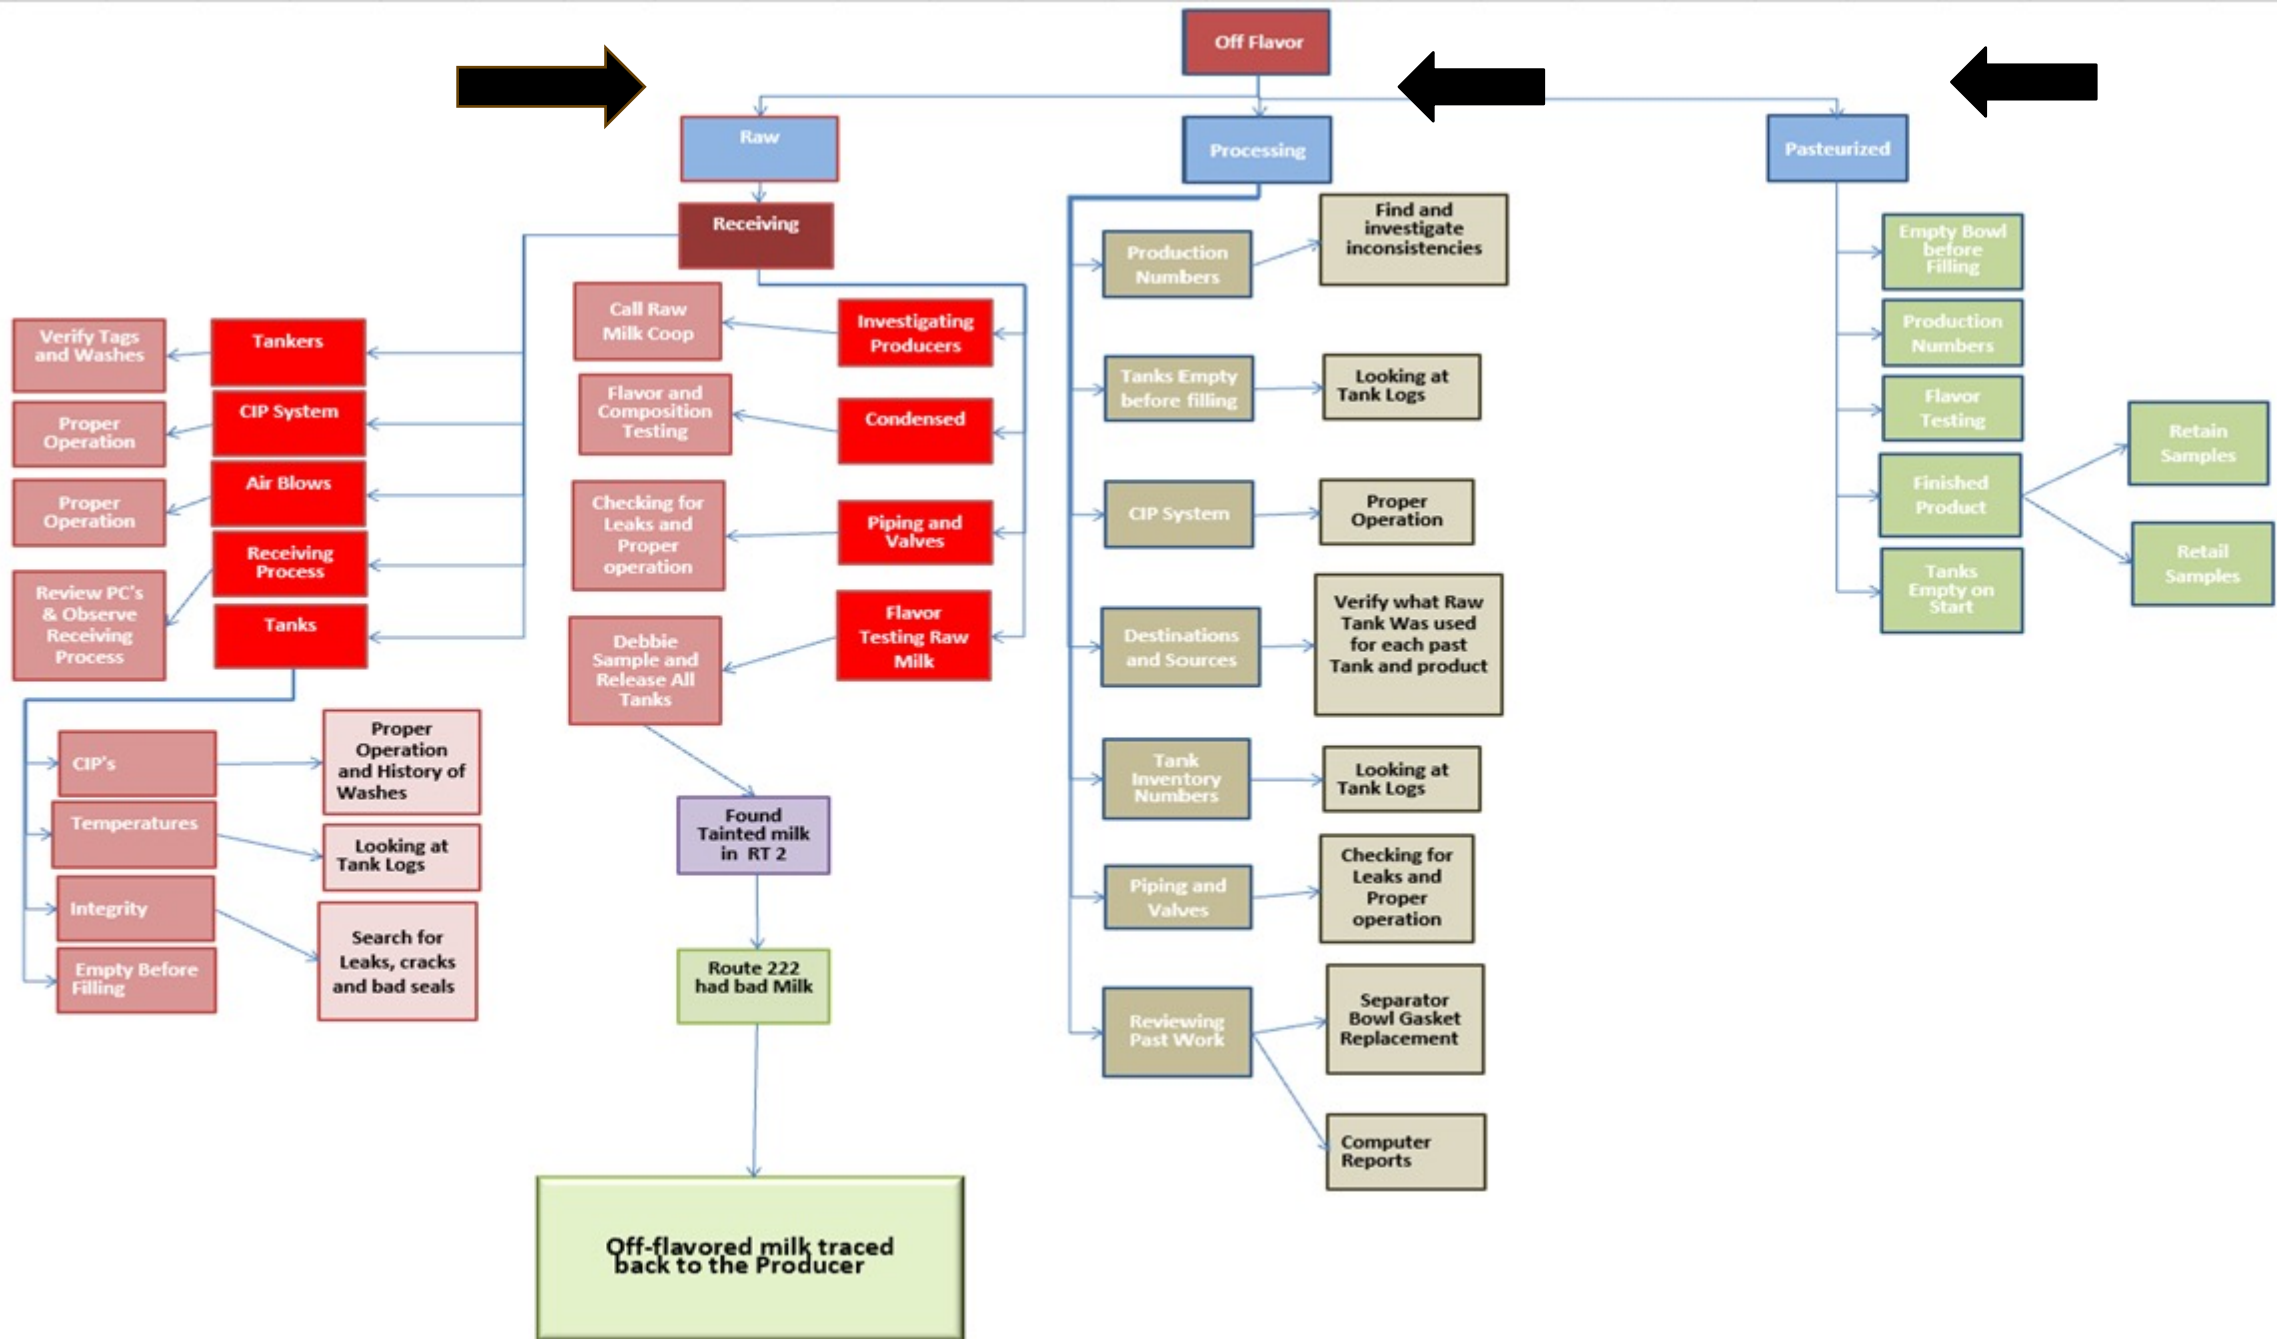 Off Flavor
Raw
Processing
Pasteurized
Receiving
Tankers
Verify Tags
and Washes
CIP System
Proper
Operation
Air Blows
Proper
Operation
Receiving
Process
Review PC's
& Observe
Receiving
Process
Tanks
CIP's
Proper
Operation
and History of
Washes
Temperatures
Looking at
Tank Logs
Integrity
Search for
Leaks, cracks
and bad seals
Empty Before
Filling
Investigating
Producers
Call Raw
Milk Coop
Condensed
Flavor and
Composition
Testing
Piping and
Valves
Checking for
Leaks and
Proper
operation
Flavor
Testing Raw
Milk
Debbie
Sample and
Release All
Tanks
Found
Tainted milk
in RT 2
Route 222
had bad Milk
Off-flavored milk traced
back to the Producer
Production
Numbers
Find and
investigate
inconsistencies
Tanks Empty
before filling
Looking at
Tank Logs
CIP System
Proper
Operation
Destinations
and Sources
Verify what Raw
Tank Was used
for each past
Tank and product
Tank
Inventory
Numbers
Looking at
Tank Logs
Piping and
Valves
Checking for
Leaks and
Proper
operation
Reviewing
Past Work
Separator
Bowl Gasket
Replacement
Computer
Reports
Empty Bowl
before
Filling
Production
Numbers
Flavor
Testing
Finished
Product
Retain
Samples
Retail
Samples
Tanks
Empty on
Start